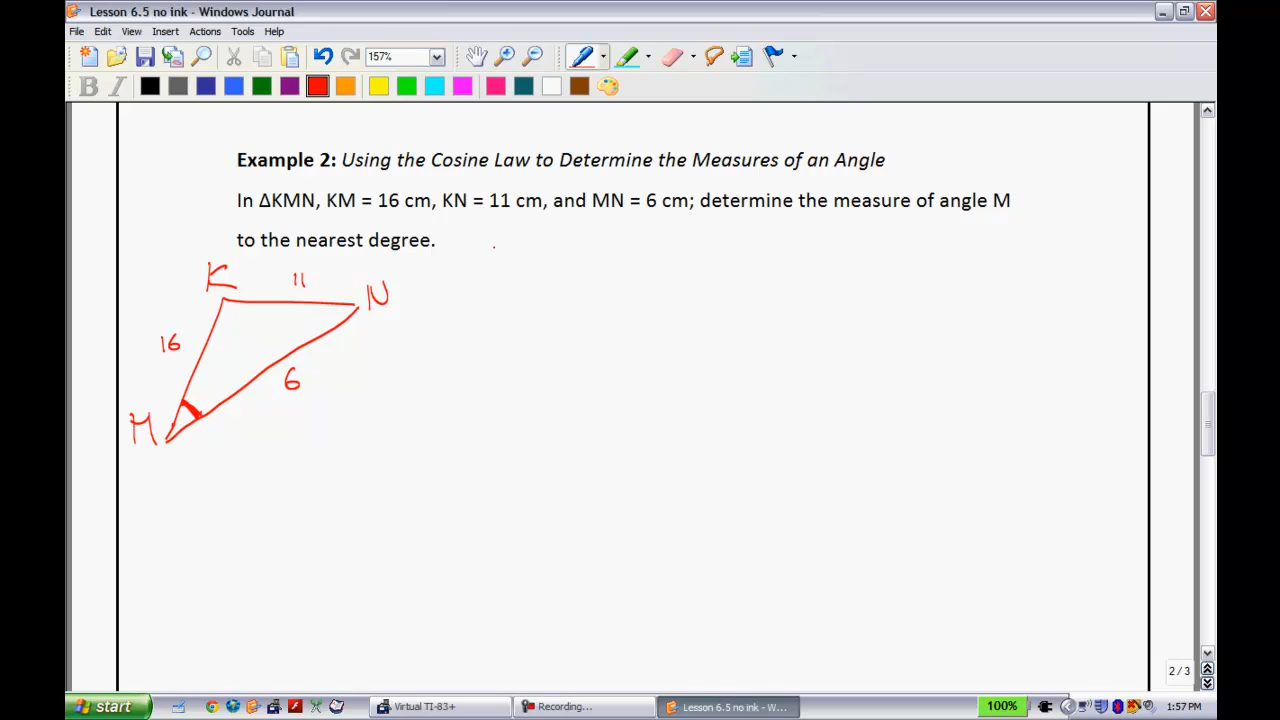 Lesson 6.5 no ink - Windows Journal
File Edit View Insert Actions Tools Help
157%
B I
Example 2: Using the Cosine Law to Determine the Measures of an Angle
In ΔKMN, KM = 16 cm, KN = 11 cm, and MN = 6 cm; determine the measure of angle M
to the nearest degree.
K 11 N
16
6
M
2 / 3
start Virtual TI-83+ Recording... Lesson 6.5 no ink - W... 100% 1:57 PM